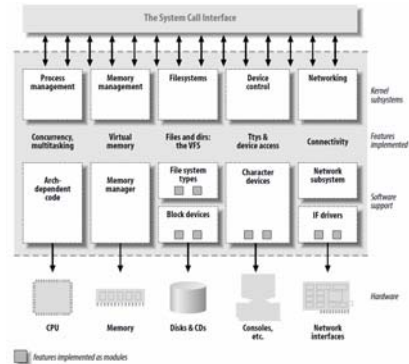 The System Call Interface
Process
management
Memory
management
Filesystems
Device
control
Networking
Kernel
subsystems
Concurrency,
multitasking
Virtual
memory
Files and dirs:
the VFS
Ttys &
device access
Connectivity
Features
implemented
Arch-
dependent
code
Memory
manager
File system
types
Block devices
Character
devices
Network
subsystem
IF drivers
Software
support
Hardware
CPU
Memory
Disks & CDs
Consoles,
etc.
Network
interfaces
features implemented as modules